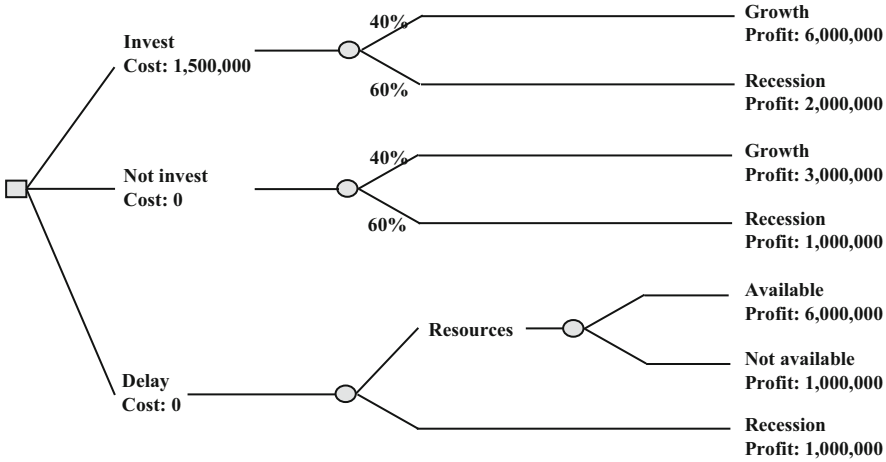 40%
Growth
Profit: 6,000,000
Invest
Cost: 1,500,000
60%
Recession
Profit: 2,000,000
40%
Growth
Profit: 3,000,000
Not invest
Cost: 0
60%
Recession
Profit: 1,000,000
Available
Profit: 6,000,000
Resources
Not available
Profit: 1,000,000
Delay
Cost: 0
Recession
Profit: 1,000,000